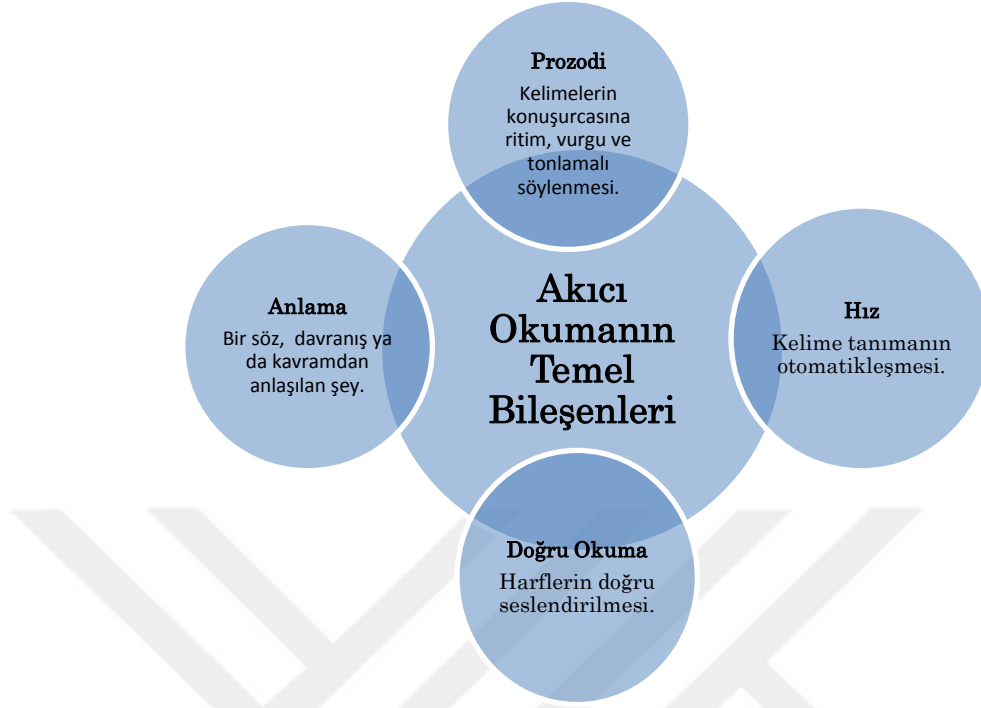 Prozodi
Kelimelerin
konuşurcasına
ritim, vurgu ve
tonlamalı
söylenmesi.
Akıcı
Okumanın
Temel
Bileşenleri
Anlama
Bir söz, davranış ya
da kavramdan
anlaşılan şey.
Hız
Kelime tanımanın
otomatikleşmesi.
Doğru Okuma
Harflerin doğru
seslendirilmesi.